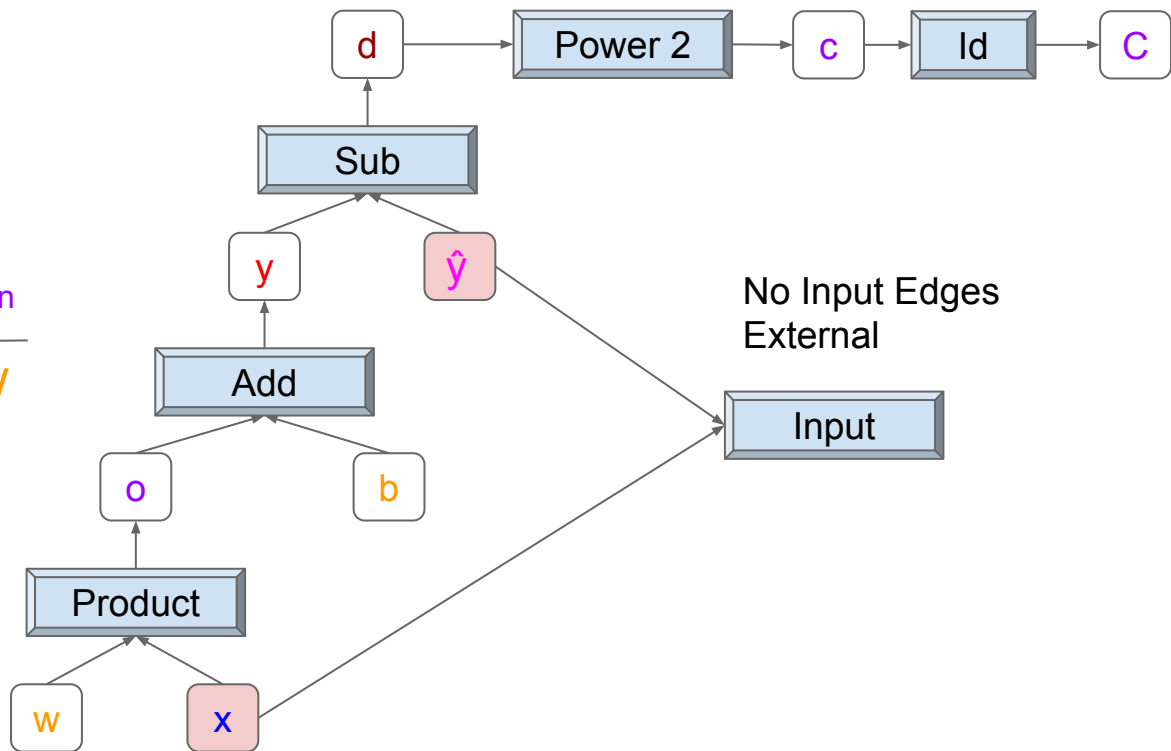 d
Power 2
c
Id
C
Sub
y
ŷ
n
No Input Edges
External
Add
Input
o
b
Product
w
x